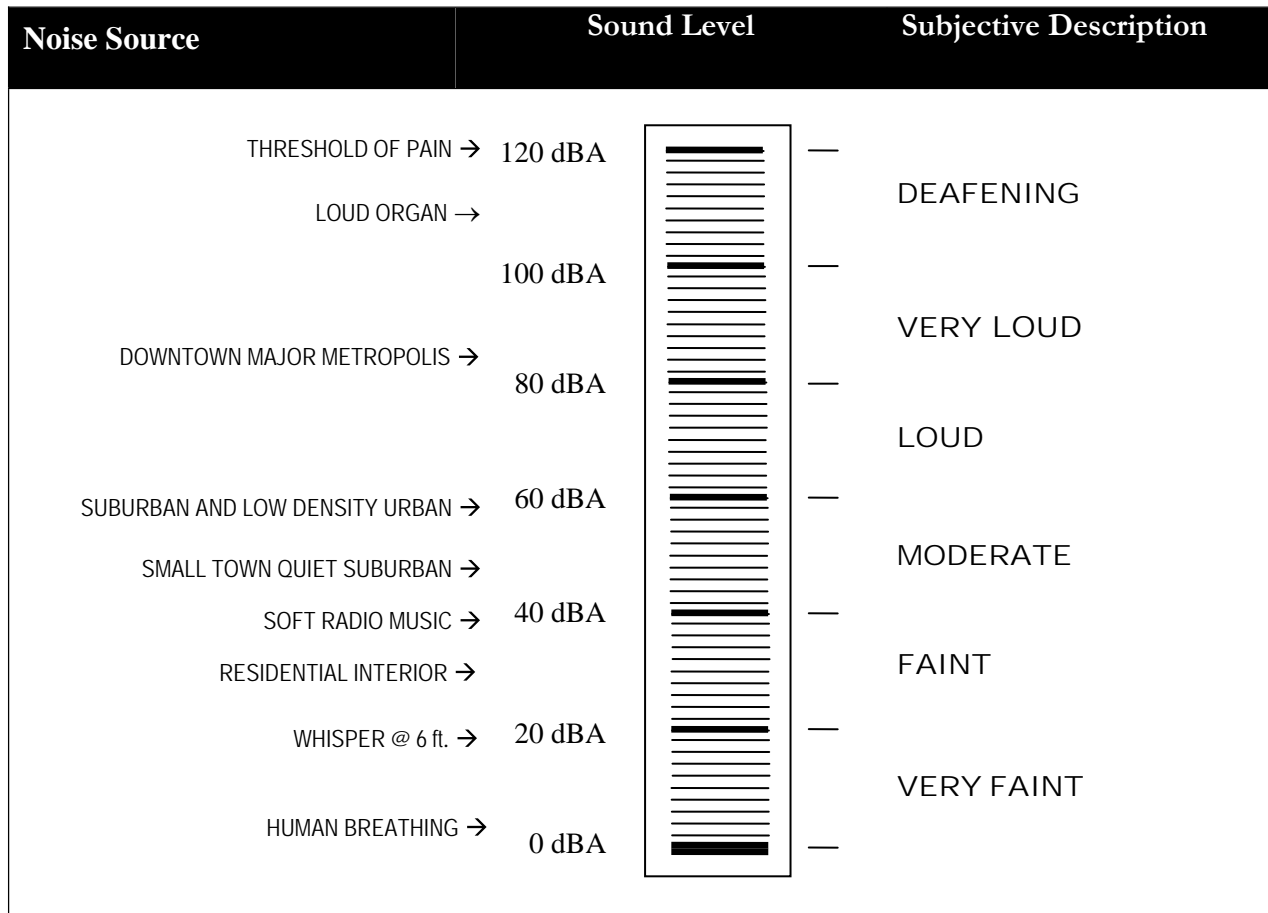 Noise Source Sound Level Subjective Description
THRESHOLD OF PAIN → 120 dBA
DEAFENING
LOUD ORGAN →
100 dBA
VERY LOUD
DOWNTOWN MAJOR METROPOLIS →
80 dBA
LOUD
SUBURBAN AND LOW DENSITY URBAN → 60 dBA
MODERATE
SMALL TOWN QUIET SUBURBAN →
SOFT RADIO MUSIC → 40 dBA
FAINT
RESIDENTIAL INTERIOR →
WHISPER @ 6 ft. → 20 dBA
VERY FAINT
HUMAN BREATHING →
0 dBA